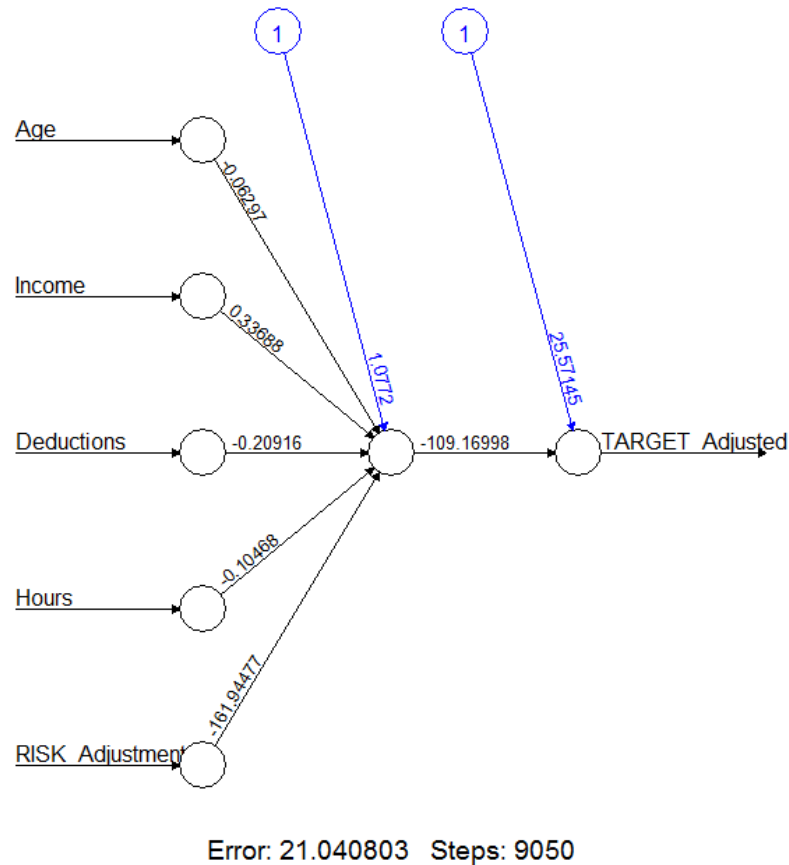 1
1
Age
-0.06297
Income
0.33688
1.0772
25.57145
Deductions
-0.20916
-109.16998
TARGET_Adjusted
Hours
-0.10468
-161.94477
RISK_Adjustment
Error: 21.040803 Steps: 9050